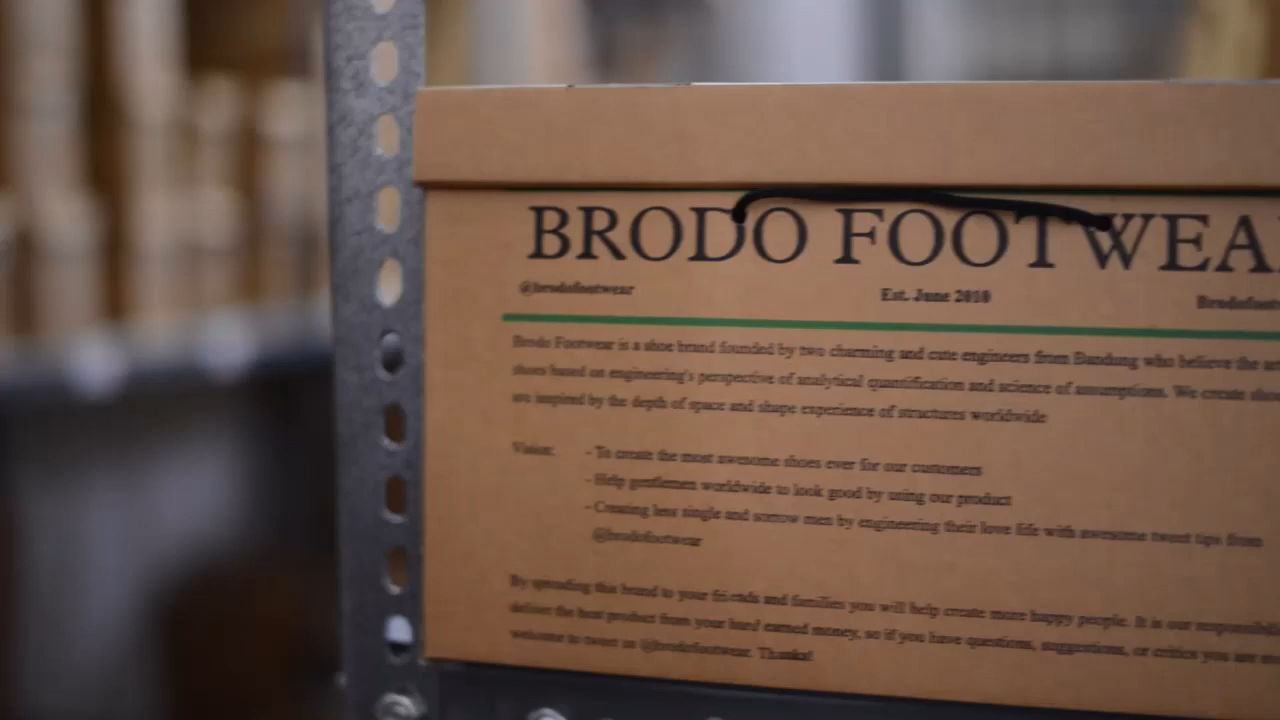 BRODO FOOTWEA
@brodofootwear Est. June 2010 Brodofoot
Brodo Footwear is a shoe brand founded by two charming and cute engineers from Bandung who believe the
shoes based on engineering's perspective of analytical quantification and science of assumptions. We create
are inspired by the depth of space and shape experience of structures worldwide
Vision: - To create the most awesome shoes ever for our customers
- Help gentlemen worldwide to look good by using our product
- Creating less single and sorrow men by engineering their love life with awesome tweet tips from
@brodofootwear
By spreading this brand to your friends and families you will help create more happy people. It is our
deliver the best product from your hard earned money, so if you have questions, suggestions, or critics you are
welcome to tweet us @brodofootwear. Thanks!